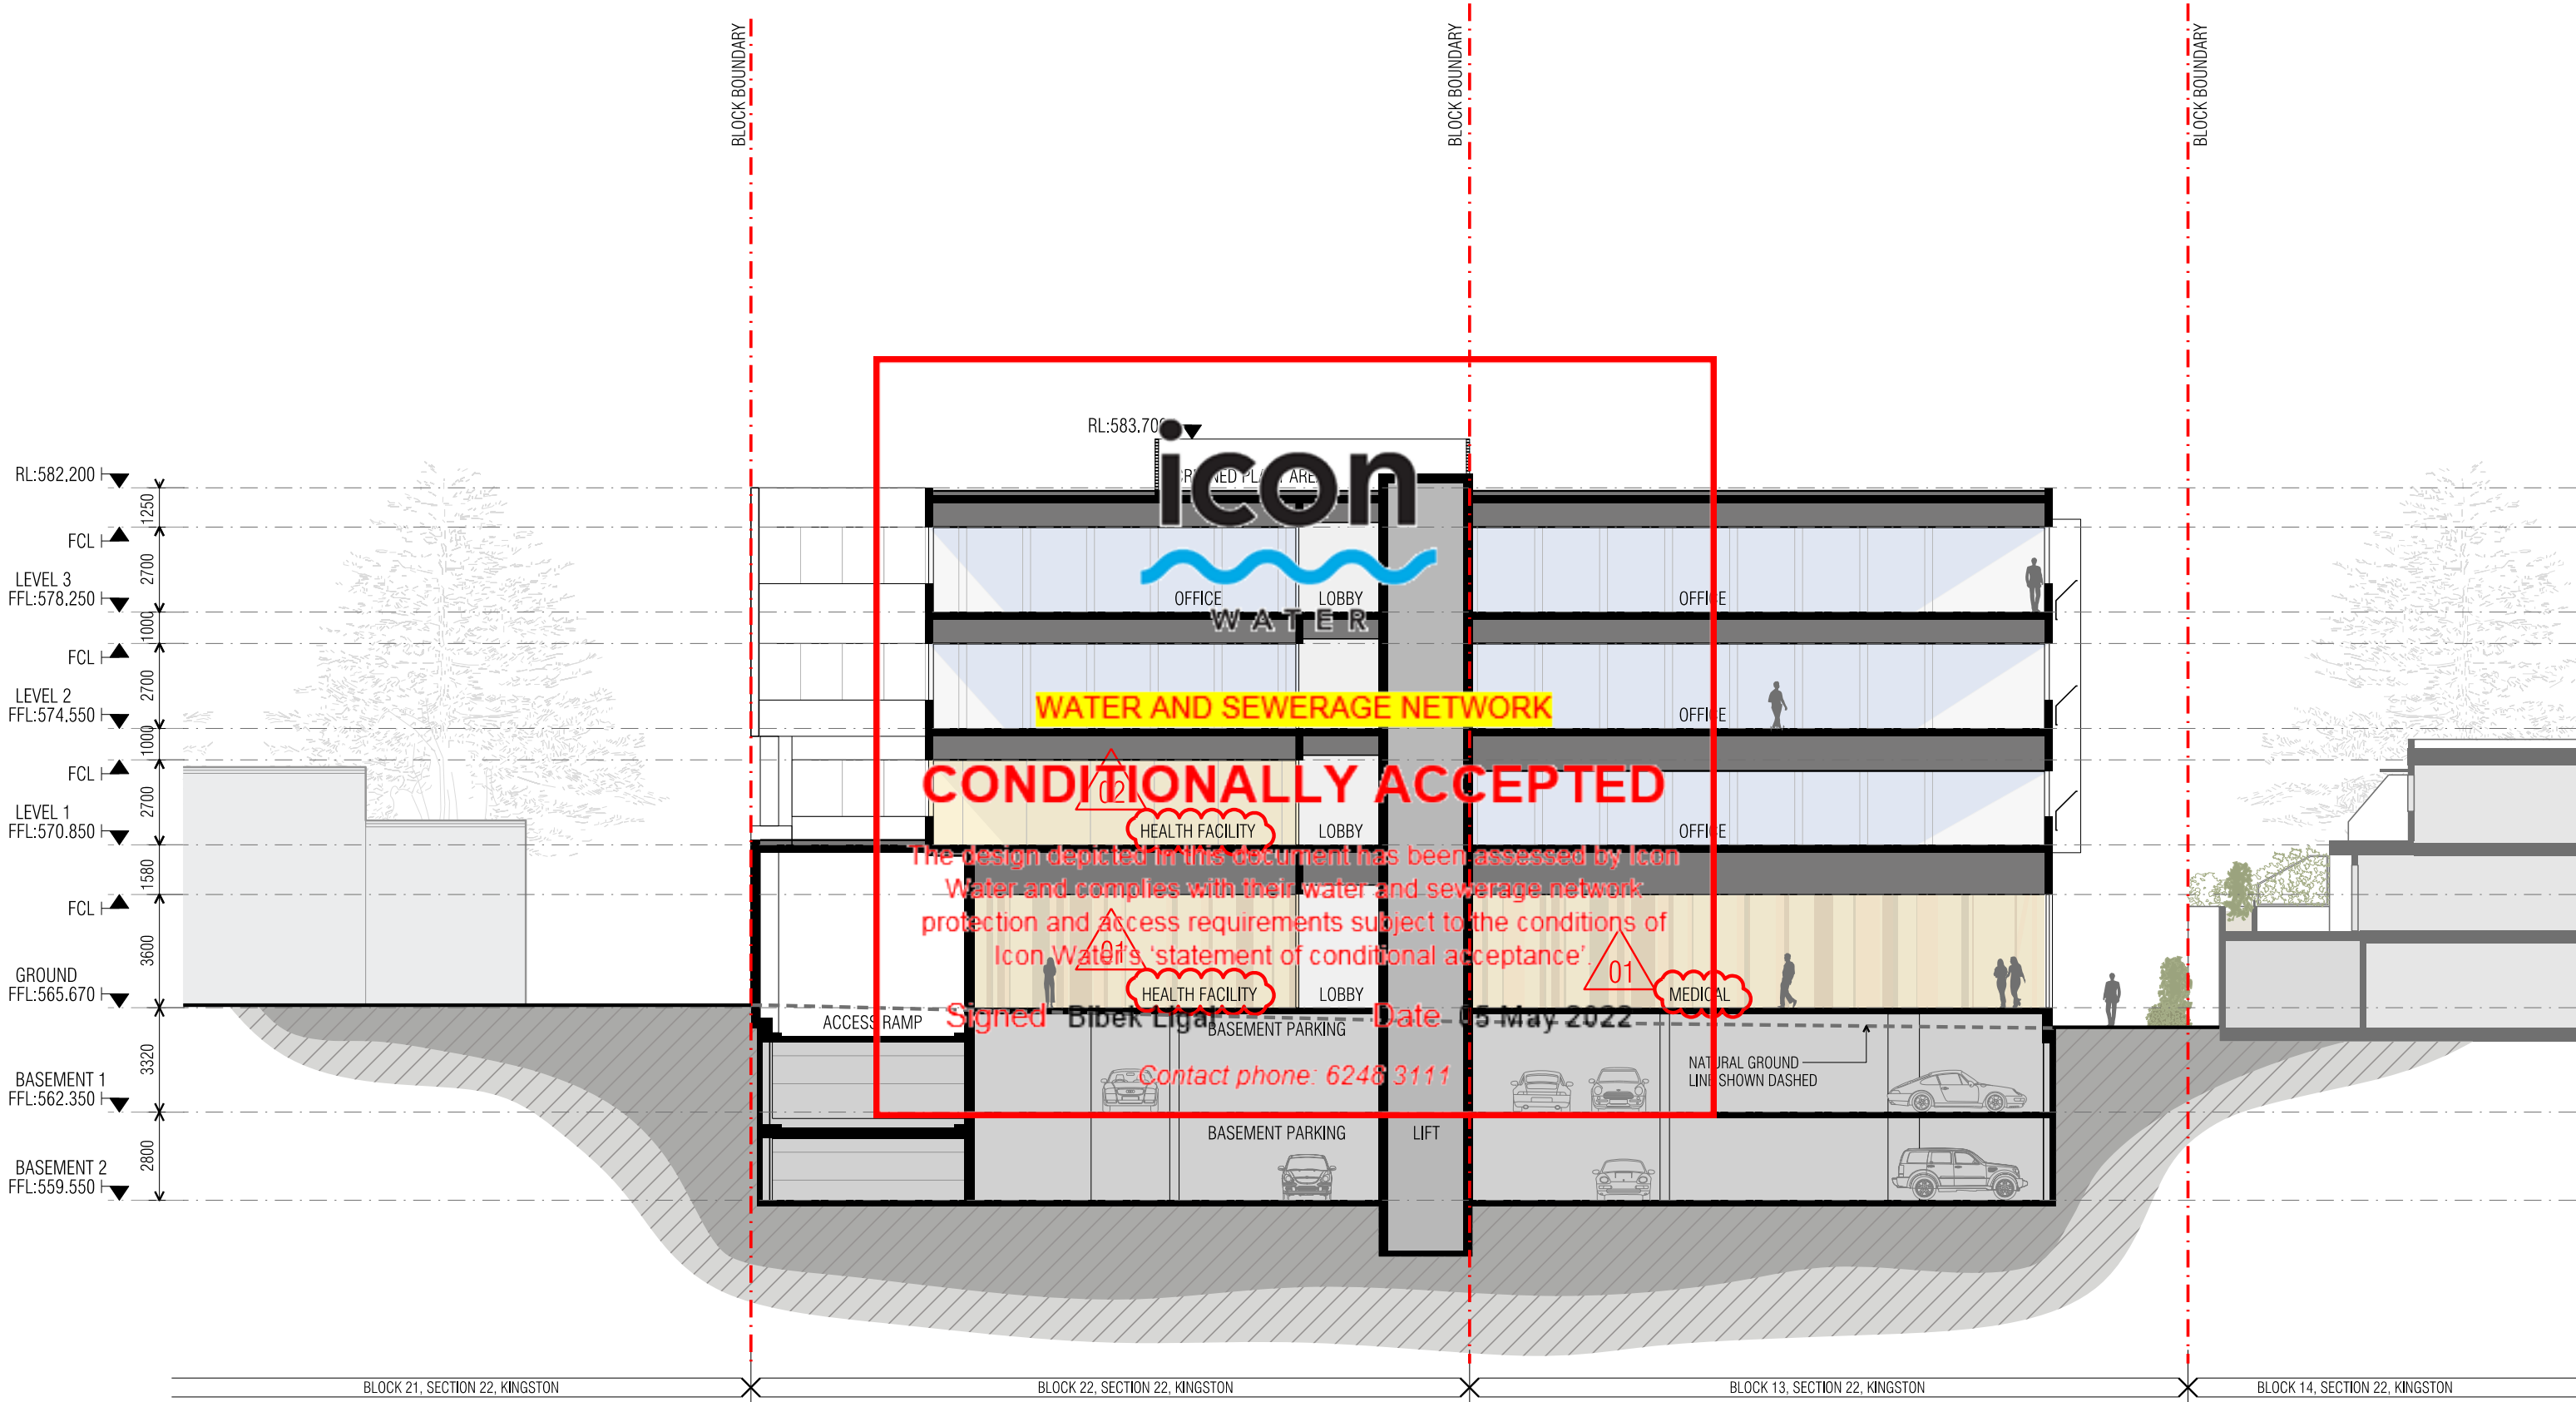 BLOCK BOUNDARY
BLOCK BOUNDARY
BLOCK BOUNDARY
RL:583.700
RL:582.200
1250
FCL
2700
LEVEL 3
FFL:578.250
1000
FCL
2700
LEVEL 2
FFL:574.550
1000
FCL
2700
LEVEL 1
FFL:570.850
1580
FCL
3600
GROUND
FFL:565.670
3320
BASEMENT 1
FFL:562.350
2800
BASEMENT 2
FFL:559.550
icon
WATER
OFFICE
LOBBY
OFFICE
WATER AND SEWERAGE NETWORK
OFFICE
CONDITIONALLY ACCEPTED
02
HEALTH FACILITY
LOBBY
OFFICE
The design depicted in this document has been assessed by Icon
Water and complies with their water and sewerage network
protection and access requirements subject to the conditions of
Icon Water's 'statement of conditional acceptance'.
01
01
HEALTH FACILITY
LOBBY
MEDICAL
Signed Bibek Ligal Date 05 May 2022
ACCESS RAMP
BASEMENT PARKING
Contact phone: 6248 3111
NATURAL GROUND
LINE SHOWN DASHED
BASEMENT PARKING
LIFT
BLOCK 21, SECTION 22, KINGSTON
BLOCK 22, SECTION 22, KINGSTON
BLOCK 13, SECTION 22, KINGSTON
BLOCK 14, SECTION 22, KINGSTON